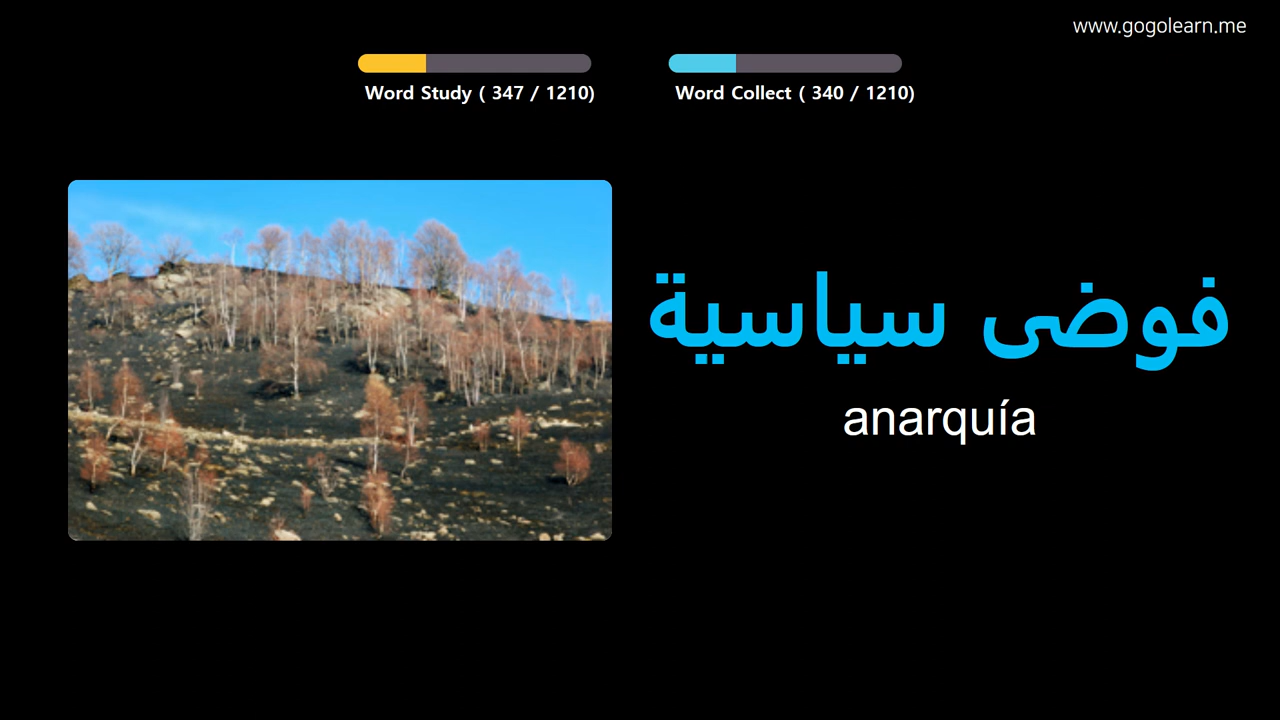 www.gogolearn.me
Word Study ( 347 / 1210)
Word Collect ( 340 / 1210)
فوضى سياسية
anarquía